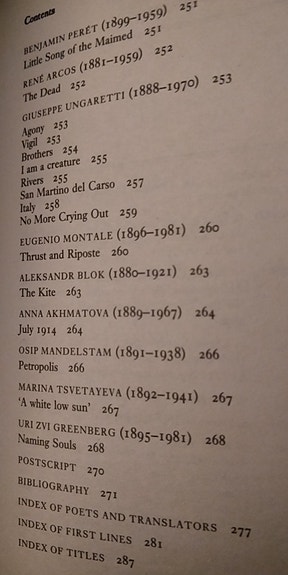 Contents
BENJAMIN PERÉT (1899–1959) 251
Little Song of the Maimed 251
RENÉ ARCOS (1881–1959) 252
The Dead 252
GIUSEPPE UNGARETTI (1888–1970) 253
Agony 253
Vigil 253
Brothers 254
I am a creature 255
Rivers 255
San Martino del Carso 257
Italy 258
No More Crying Out 259
EUGENIO MONTALE (1896–1981) 260
Thrust and Riposte 260
ALEKSANDR BLOK (1880–1921) 263
The Kite 263
ANNA AKHMATOVA (1889–1967) 264
July 1914 264
OSIP MANDELSTAM (1891–1938) 266
Petropolis 266
MARINA TSVETAYEVA (1892–1941) 267
‘A white low sun’ 267
URI ZVI GREENBERG (1895–1981) 268
Naming Souls 268
POSTSCRIPT 270
BIBLIOGRAPHY 271
INDEX OF POETS AND TRANSLATORS 277
INDEX OF FIRST LINES 281
INDEX OF TITLES 287